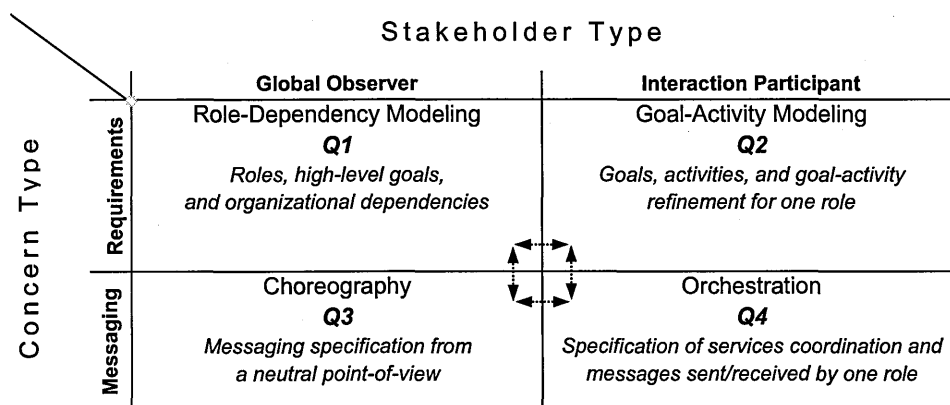 Stakeholder Type
Global Observer
Interaction Participant
Concern Type
Requirements
Role-Dependency Modeling
Q1
Roles, high-level goals,
and organizational dependencies
Goal-Activity Modeling
Q2
Goals, activities, and goal-activity
refinement for one role
Messaging
Choreography
Q3
Messaging specification from
a neutral point-of-view
Orchestration
Q4
Specification of services coordination and
messages sent/received by one role